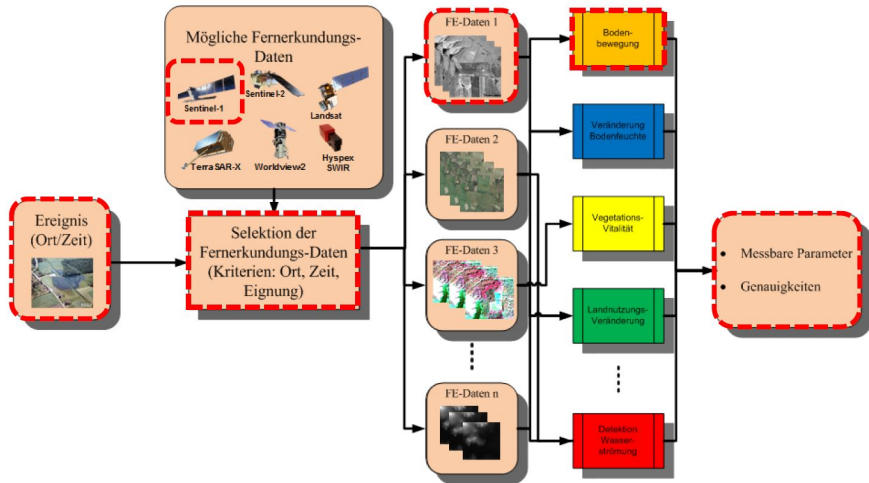 Mögliche Fernerkundungs-
Daten
Sentinel-1
Sentinel-2
Landsat
TerraSAR-X
Worldview2
Hyspex
SWIR
Ereignis
(Ort/Zeit)
Selektion der
Fernerkundungs-Daten
(Kriterien: Ort, Zeit,
Eignung)
FE-Daten 1
FE-Daten 2
FE-Daten 3
FE-Daten n
Boden-
bewegung
Veränderung
Bodenfeuchte
Vegetations-
Vitalität
Landnutzungs-
Veränderung
Detektion
Wasser-
strömung
• Messbare Parameter
• Genauigkeiten